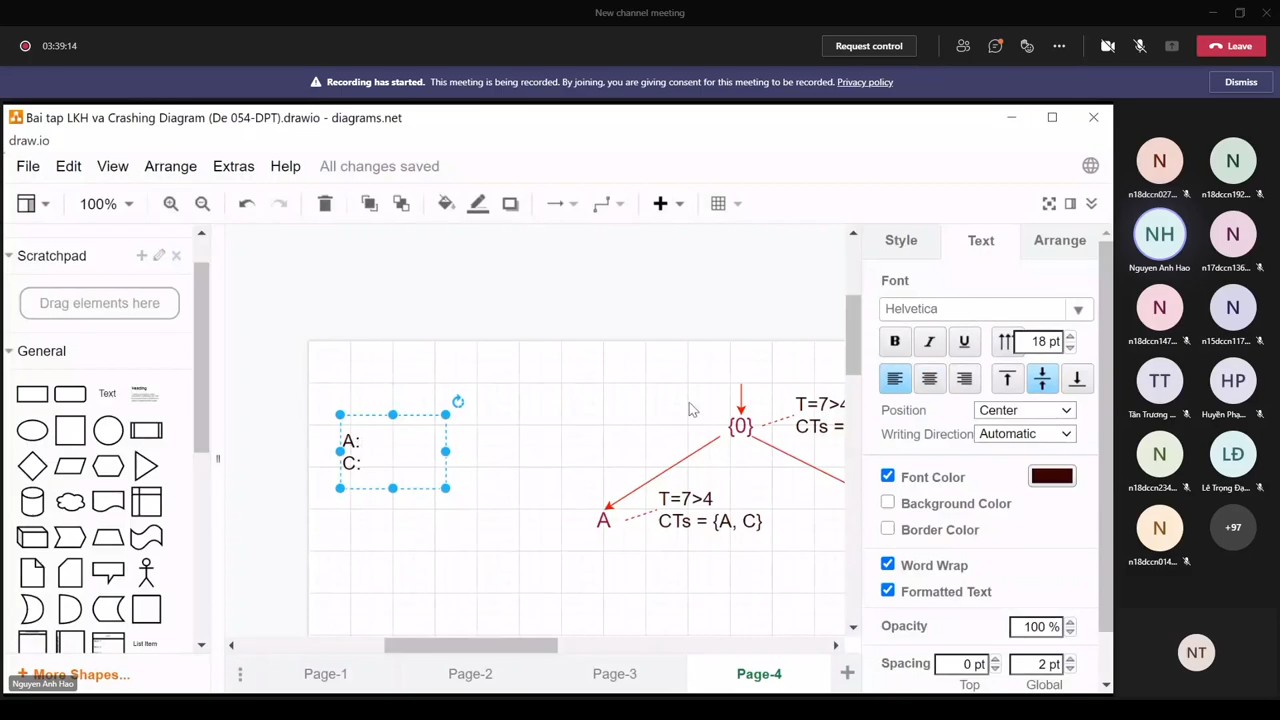 New channel meeting
03:39:14
Request control
Leave
Recording has started. This meeting is being recorded. By joining, you are giving consent for this meeting to be recorded. Privacy policy
Dismiss
Bai tap LKH va Crashing Diagram (De 054-DPT).drawio - diagrams.net
draw.io
File Edit View Arrange Extras Help All changes saved
100%
Scratchpad
Drag elements here
General
Text
Heading
List Item
+ More Shapes...
Nguyen Anh Hao
A:
C:
{0}
T=7>4
CTs =
A
T=7>4
CTs = {A, C}
Page-1 Page-2 Page-3 Page-4
Style Text Arrange
Font
Helvetica
B I U 18 pt
Position Center
Writing Direction Automatic
Font Color
Background Color
Border Color
Word Wrap
Formatted Text
Opacity 100 %
Spacing 0 pt 2 pt
Top Global
N N
n18dccn027... n18dccn192...
NH N
Nguyen Anh Hao n17dccn136...
N N
n18dccn147... n15dccn117...
TT HP
Tân Trương ... Huyền Phạ...
N LĐ
n18dccn234... Lê Trọng Đạ...
N +97
n18dccn014...
NT